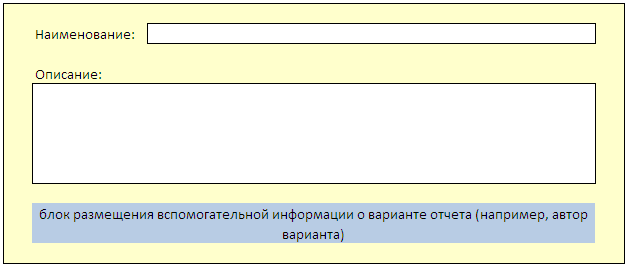 Наименование:
Описание:
блок размещения вспомогательной информации о варианте отчета (например, автор
варианта)